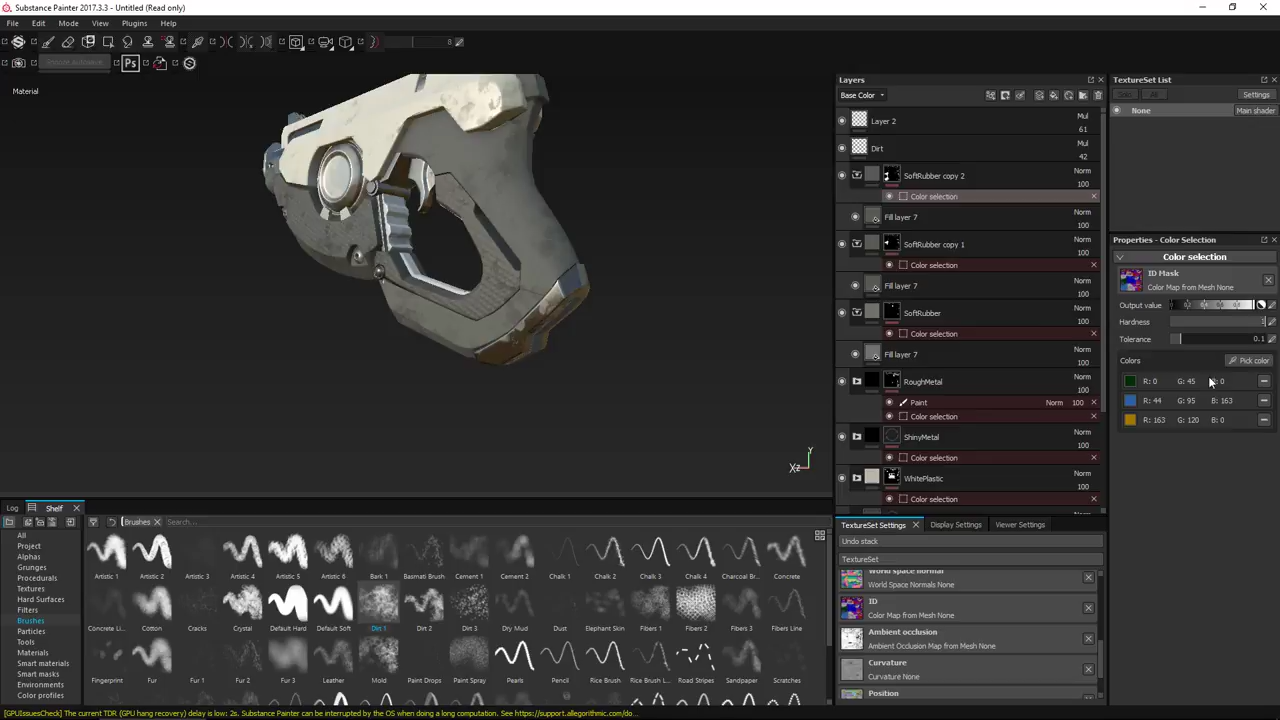 Substance Painter 2017.3.3 - Untitled (Read only)
File Edit Mode View Plugins Help
8
Ps
Material
Y
Log Shelf
Brushes Search...
All
Project
Alphas
Grunges
Procedurals
Textures
Hard Surfaces
Filters
Brushes
Particles
Tools
Materials
Smart materials
Smart masks
Environments
Color profiles
Artistic 1 Artistic 2 Artistic 3 Artistic 4 Artistic 5 Artistic 6 Bark 1 Basmati Brush Cement 1 Cement 2 Chalk 1 Chalk 2 Chalk 3 Chalk 4 Charcoal Br... Concrete
Concrete Li... Cotton Cracks Crystal Default Hard Default Soft Dirt 1 Dirt 2 Dirt 3 Dry Mud Dust Elephant Skin Fibers 1 Fibers 2 Fibers 3 Fibers Line
Fingerprint Fur 1 Fur 2 Fur 3 Leather Mold Paint Drops Paint Spray Pearls Pencil Rice Brush Rice Brush L... Road Stripes Sandpaper Scratches
Layers
Base Color
Layer 2 Mul
61
Dirt Mul
42
SoftRubber copy 2 Norm
100
Color selection
Fill layer 7 Norm
100
SoftRubber copy 1 Norm
100
Color selection
Fill layer 7 Norm
100
SoftRubber Norm
100
Color selection
Fill layer 7 Norm
100
RoughMetal Norm
100
Paint Norm 100
Color selection
ShinyMetal Norm
100
Color selection
WhitePlastic Norm
100
Color selection
TextureSet Settings Display Settings Viewer Settings
Undo stack
TextureSet
World space normal
World Space Normals None
ID
Color Map from Mesh None
Ambient occlusion
Ambient Occlusion Map from Mesh None
Curvature
Curvature None
Position
TextureSet List
Solo All Settings
None Main shader
Properties - Color Selection
Color selection
ID Mask
Color Map from Mesh None
Output value
Hardness 1
Tolerance 0.1
Colors Pick color
R: 0 G: 45 B: 0
R: 44 G: 95 B: 163
R: 163 G: 120 B: 0
[GPUIssuesCheck] The current TDR (GPU hang recovery) delay is low: 2s. Substance Painter can be interrupted by the OS when doing a long computation. See https://support.allegorithmic.com/do...